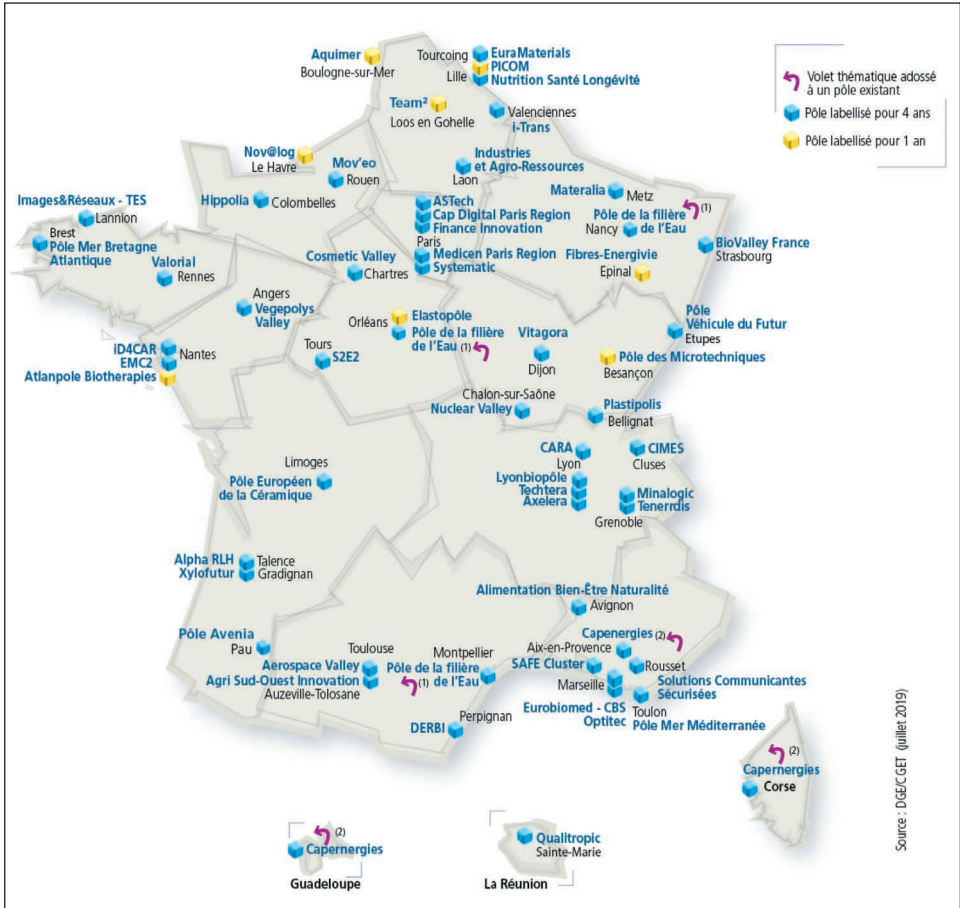 Aquimer
Boulogne-sur-Mer
Tourcoing
EuraMaterials
PICOM
Lille
Nutrition Santé Longévité
Volet thématique adossé
à un pôle existant
Pôle labellisé pour 4 ans
Pôle labellisé pour 1 an
Team²
Loos en Gohelle
Valenciennes
i-Trans
Nov@log
Le Havre
Mov'eo
Rouen
Industries
et Agro-Ressources
Laon
Materalia
Metz
Hippolia
Colombelles
ASTech
Cap Digital Paris Region
Finance Innovation
Paris
Medicen Paris Region
Systematic
Pôle de la filière
Nancy
de l'Eau
(1)
BioValley France
Strasbourg
Images&Réseaux - TES
Lannion
Brest
Pôle Mer Bretagne
Atlantique
Valorial
Rennes
Cosmetic Valley
Chartres
Fibres-Energivie
Epinal
Angers
Vegepolys
Valley
Orléans
Elastopôle
Pôle de la filière
de l'Eau (1)
Vitagora
Dijon
Pôle
Véhicule du Futur
Etupes
iD4CAR
Nantes
EMC2
Atlanpole Biotherapies
Tours
S2E2
Pôle des Microtechniques
Besançon
Chalon-sur-Saône
Nuclear Valley
Plastipolis
Bellignat
CARA
Lyon
CIMES
Cluses
Limoges
Pôle Européen
de la Céramique
Lyonbiopôle
Techtera
Axelera
Minalogic
Tenerrdis
Grenoble
Alpha RLH
Talence
Xylofutur
Gradignan
Alimentation Bien-Être Naturalité
Avignon
Pôle Avenia
Pau
Toulouse
Aerospace Valley
Agri Sud-Ouest Innovation
Auzeville-Tolosane
Montpellier
Pôle de la filière
(1)
de l'Eau
Capenergies (2)
Aix-en-Provence
SAFE Cluster
Rousset
Marseille
Solutions Communicantes
Sécurisées
Eurobiomed - CBS
Optitec
Toulon
Pôle Mer Méditerranée
Perpignan
DERBI
(2)
Capernergies
Corse
(2)
Capernergies
Guadeloupe
Qualitropic
Sainte-Marie
La Réunion
Source : DGE/CGET (juillet 2019)